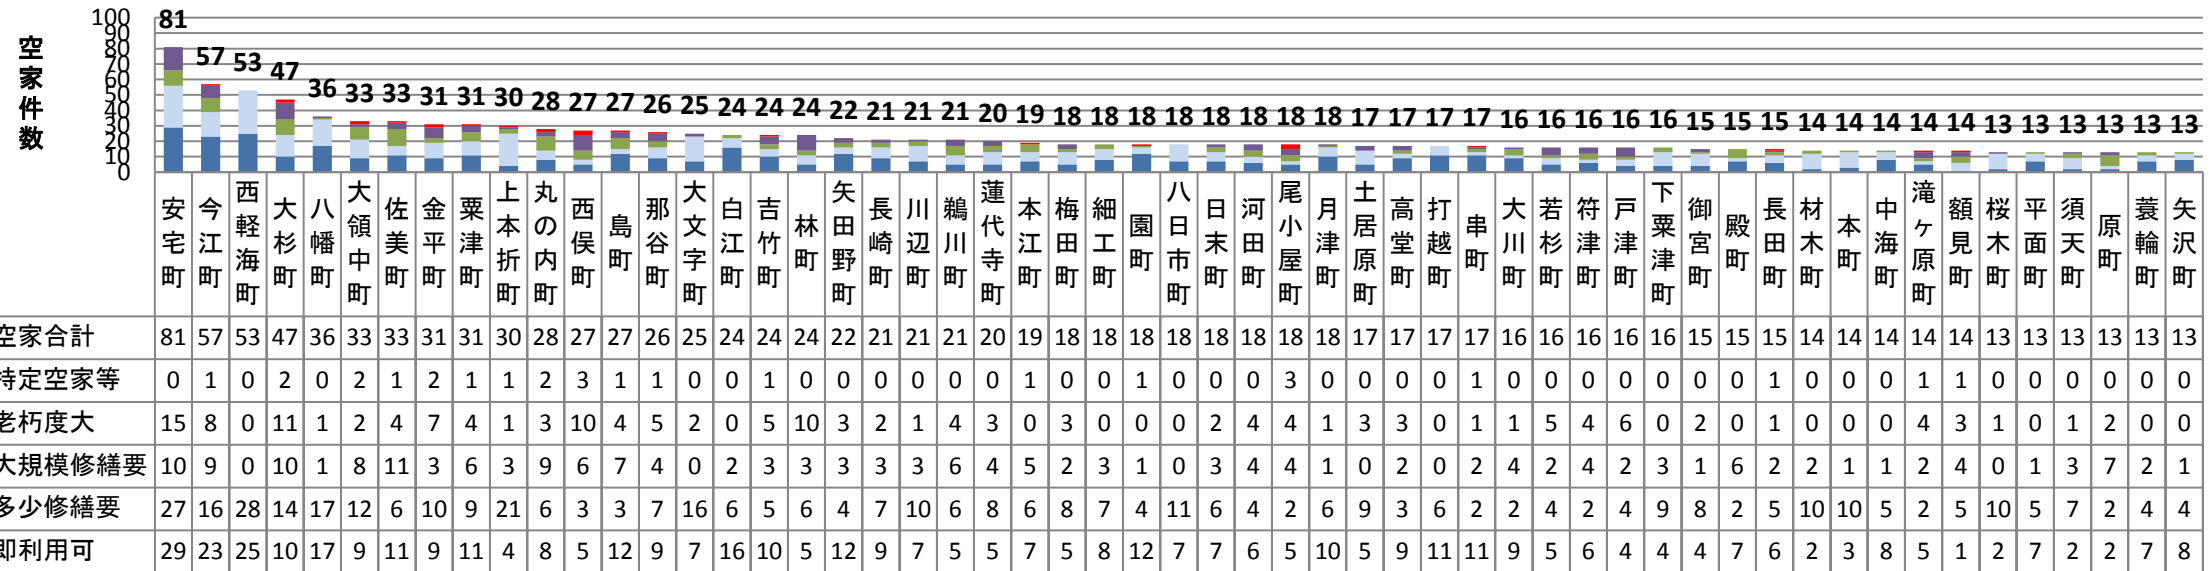 空家件数
100
90
80
70
60
50
40
30
20
10
0
81 57 53 47 36 33 33 31 31 30 28 27 27 26 25 24 24 24 22 21 21 21 20 19 18 18 18 18 18 18 18 18 17 17 17 17 16 16 16 16 16 15 15 15 14 14 14 14 14 13 13 13 13 13 13
安宅町 今江町 西軽海町 大杉町 八幡町 大領中町 佐美町 金平町 粟津町 上本折町 丸の内町 西俣町 島町 那谷町 大文字町 白江町 吉竹町 林町 矢田野町 長崎町 川辺町 鵜川町 蓮代寺町 本江町 梅田町 細工町 園町 八日市町 日末町 河田町 尾小屋町 月津町 土居原町 高堂町 打越町 串町 大川町 若杉町 符津町 戸津町 下粟津町 御宮町 殿町 長田町 材木町 本町 中海町 滝ヶ原町 額見町 桜木町 平面町 須天町 原町 蓑輪町 矢沢町
空家合計 81 57 53 47 36 33 33 31 31 30 28 27 27 26 25 24 24 24 22 21 21 21 20 19 18 18 18 18 18 18 18 18 17 17 17 17 16 16 16 16 16 15 15 15 14 14 14 14 14 13 13 13 13 13 13
特定空家等 0 1 0 2 0 2 1 2 1 1 2 3 1 1 0 0 1 0 0 0 0 0 0 1 0 0 1 0 0 0 3 0 0 0 0 1 0 0 0 0 0 0 0 1 0 0 0 1 1 0 0 0 0 0 0
老朽度大 15 8 0 11 1 2 4 7 4 1 3 10 4 5 2 0 5 10 3 2 1 4 3 0 3 0 0 0 2 4 4 1 3 3 0 1 1 5 4 6 0 2 0 1 0 0 0 4 3 1 0 1 2 0 0
大規模修繕要 10 9 0 10 1 8 11 3 6 3 9 6 7 4 0 2 3 3 3 3 3 6 4 5 2 3 1 0 3 4 4 1 0 2 0 2 4 2 4 2 3 1 6 2 2 1 1 2 4 0 1 3 7 2 1
多少修繕要 27 16 28 14 17 12 6 10 9 21 6 3 3 7 16 6 5 6 4 7 10 6 8 6 8 7 4 11 6 4 2 6 9 3 6 2 2 4 2 4 9 8 2 5 10 10 5 2 5 10 5 7 2 4 4
即利用可 29 23 25 10 17 9 11 9 11 4 8 5 12 9 7 16 10 5 12 9 7 5 5 7 5 8 12 7 7 6 5 10 5 9 11 11 9 5 6 4 4 4 7 6 2 3 8 5 1 2 7 2 2 7 8